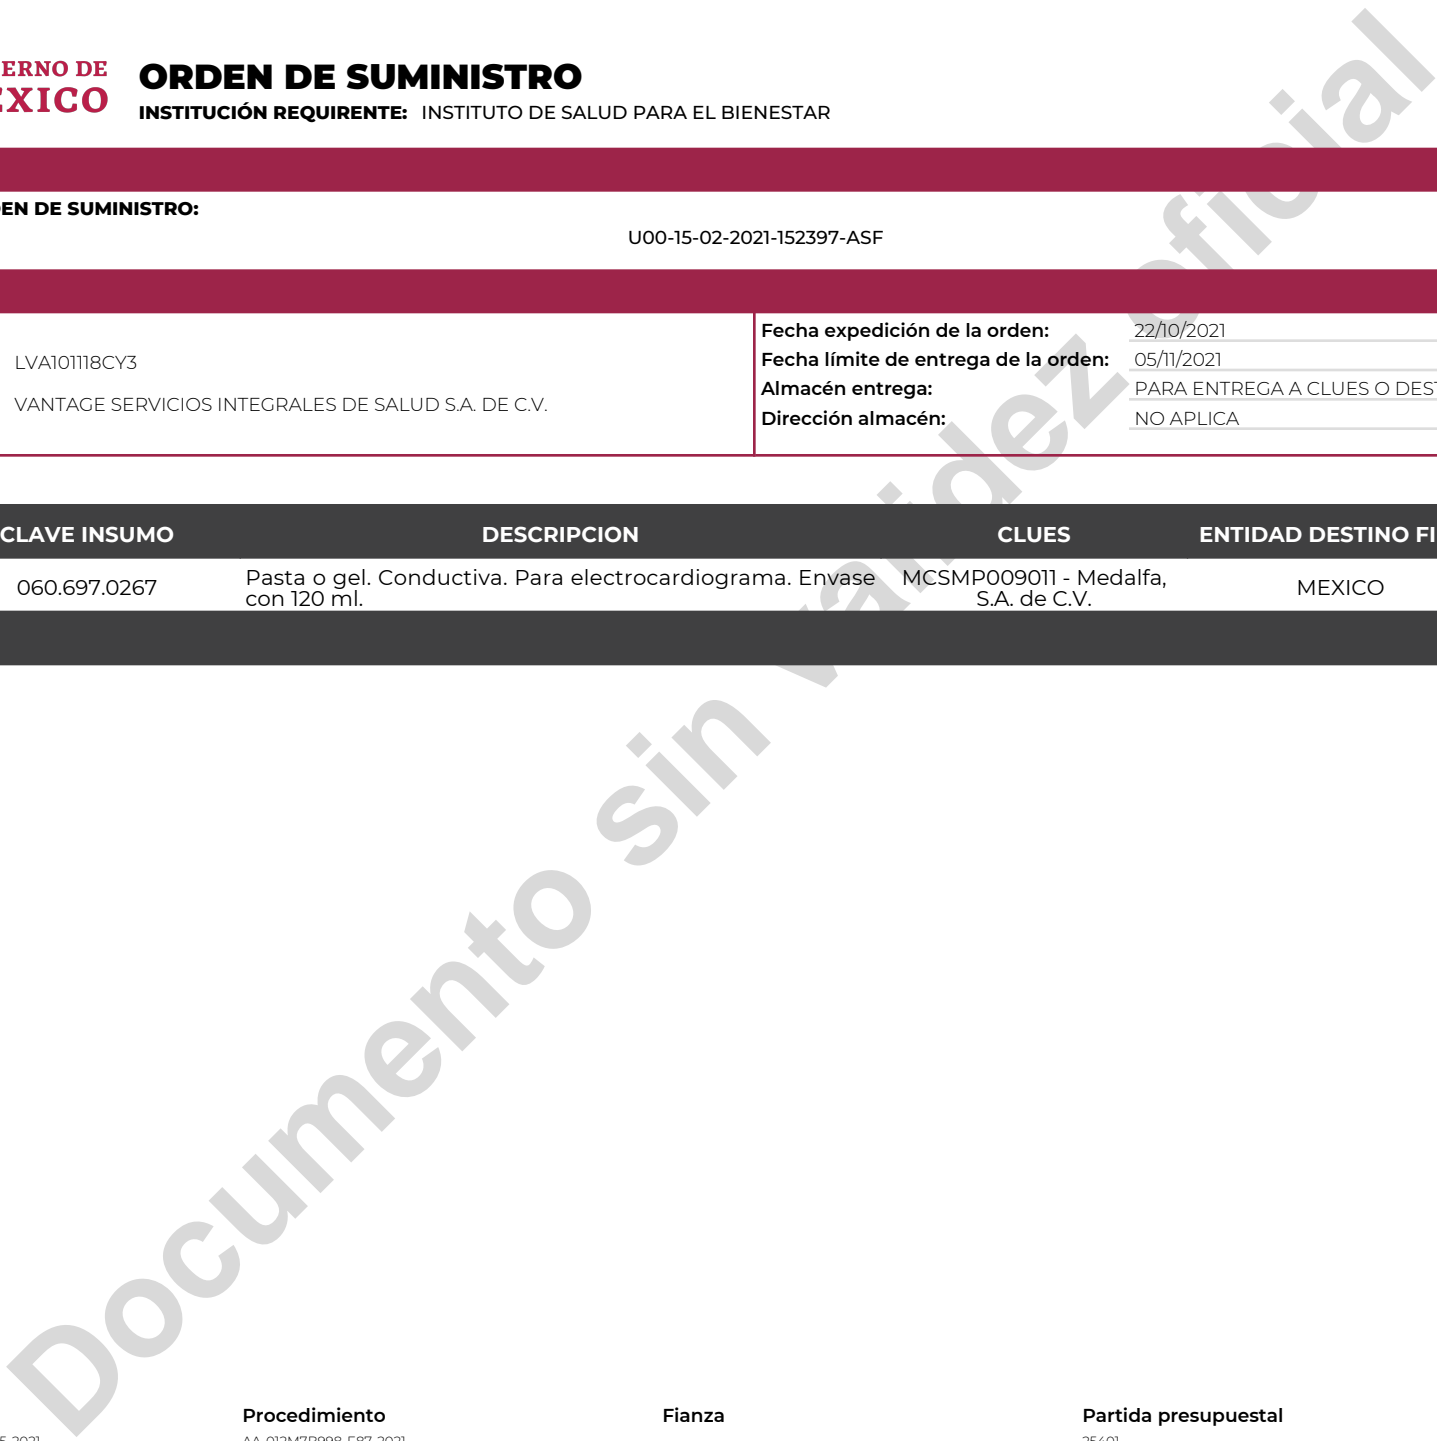 ERNO DE
XICO
ORDEN DE SUMINISTRO
INSTITUCIÓN REQUIRENTE: INSTITUTO DE SALUD PARA EL BIENESTAR
EN DE SUMINISTRO:
U00-15-02-2021-152397-ASF
LVA101118CY3
VANTAGE SERVICIOS INTEGRALES DE SALUD S.A. DE C.V.
Fecha expedición de la orden: 22/10/2021
Fecha límite de entrega de la orden: 05/11/2021
Almacén entrega: PARA ENTREGA A CLUES O DEST
Dirección almacén: NO APLICA
CLAVE INSUMO DESCRIPCION CLUES ENTIDAD DESTINO FI
060.697.0267 Pasta o gel. Conductiva. Para electrocardiograma. Envase con 120 ml. MCSMP009011 - Medalfa, S.A. de C.V. MEXICO
Documento sin validez oficial
Procedimiento Fianza Partida presupuestal